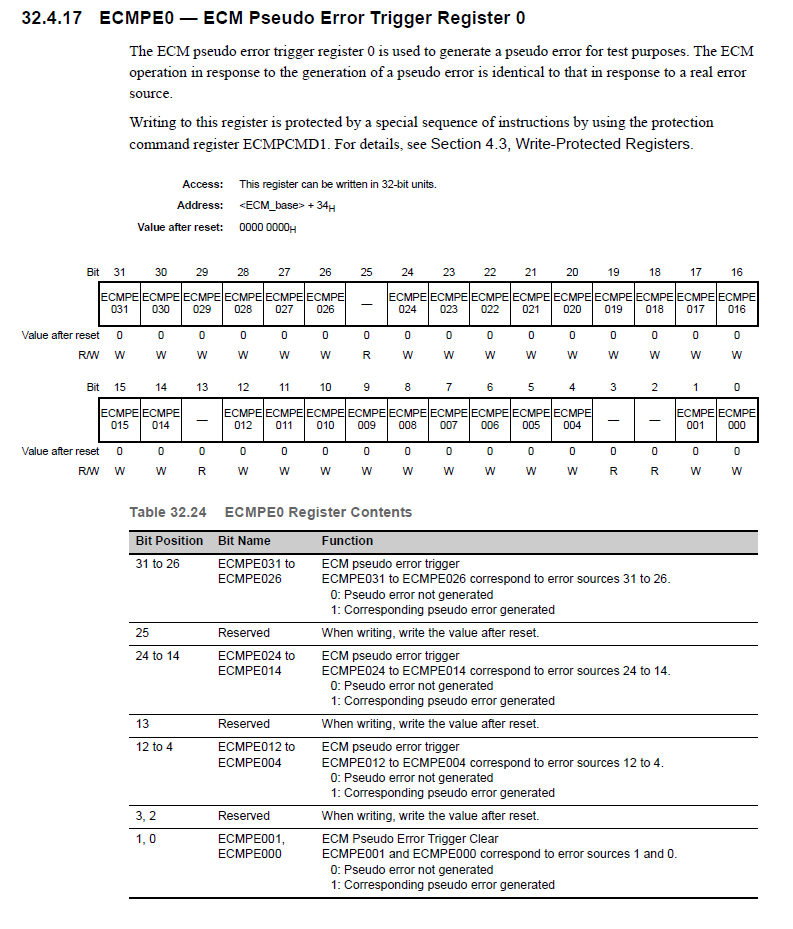 32.4.17 ECMPE0 — ECM Pseudo Error Trigger Register 0
The ECM pseudo error trigger register 0 is used to generate a pseudo error for test purposes. The ECM
operation in response to the generation of a pseudo error is identical to that in response to a real error
source.
Writing to this register is protected by a special sequence of instructions by using the protection
command register ECMPCMD1. For details, see Section 4.3, Write-Protected Registers.
Access: This register can be written in 32-bit units.
Address: <ECM_base> + 34H
Value after reset: 0000 0000H
Bit 31 30 29 28 27 26 25 24 23 22 21 20 19 18 17 16
ECMPE ECMPE ECMPE ECMPE ECMPE ECMPE — ECMPE ECMPE ECMPE ECMPE ECMPE ECMPE ECMPE ECMPE ECMPE
031 030 029 028 027 026 024 023 022 021 020 019 018 017 016
Value after reset 0 0 0 0 0 0 0 0 0 0 0 0 0 0 0 0
R/W W W W W W W R W W W W W W W W W
Bit 15 14 13 12 11 10 9 8 7 6 5 4 3 2 1 0
ECMPE ECMPE — ECMPE ECMPE ECMPE ECMPE ECMPE ECMPE ECMPE ECMPE ECMPE — — ECMPE ECMPE
015 014 012 011 010 009 008 007 006 005 004 001 000
Value after reset 0 0 0 0 0 0 0 0 0 0 0 0 0 0 0 0
R/W W W R W W W W W W W W W R R W W
Table 32.24 ECMPE0 Register Contents
Bit Position Bit Name Function
31 to 26 ECMPE031 to ECM pseudo error trigger
ECMPE026 ECMPE031 to ECMPE026 correspond to error sources 31 to 26.
0: Pseudo error not generated
1: Corresponding pseudo error generated
25 Reserved When writing, write the value after reset.
24 to 14 ECMPE024 to ECM pseudo error trigger
ECMPE014 ECMPE024 to ECMPE014 correspond to error sources 24 to 14.
0: Pseudo error not generated
1: Corresponding pseudo error generated
13 Reserved When writing, write the value after reset.
12 to 4 ECMPE012 to ECM pseudo error trigger
ECMPE004 ECMPE012 to ECMPE004 correspond to error sources 12 to 4.
0: Pseudo error not generated
1: Corresponding pseudo error generated
3, 2 Reserved When writing, write the value after reset.
1, 0 ECMPE001, ECM Pseudo Error Trigger Clear
ECMPE000 ECMPE001 and ECMPE000 correspond to error sources 1 and 0.
0: Pseudo error not generated
1: Corresponding pseudo error generated